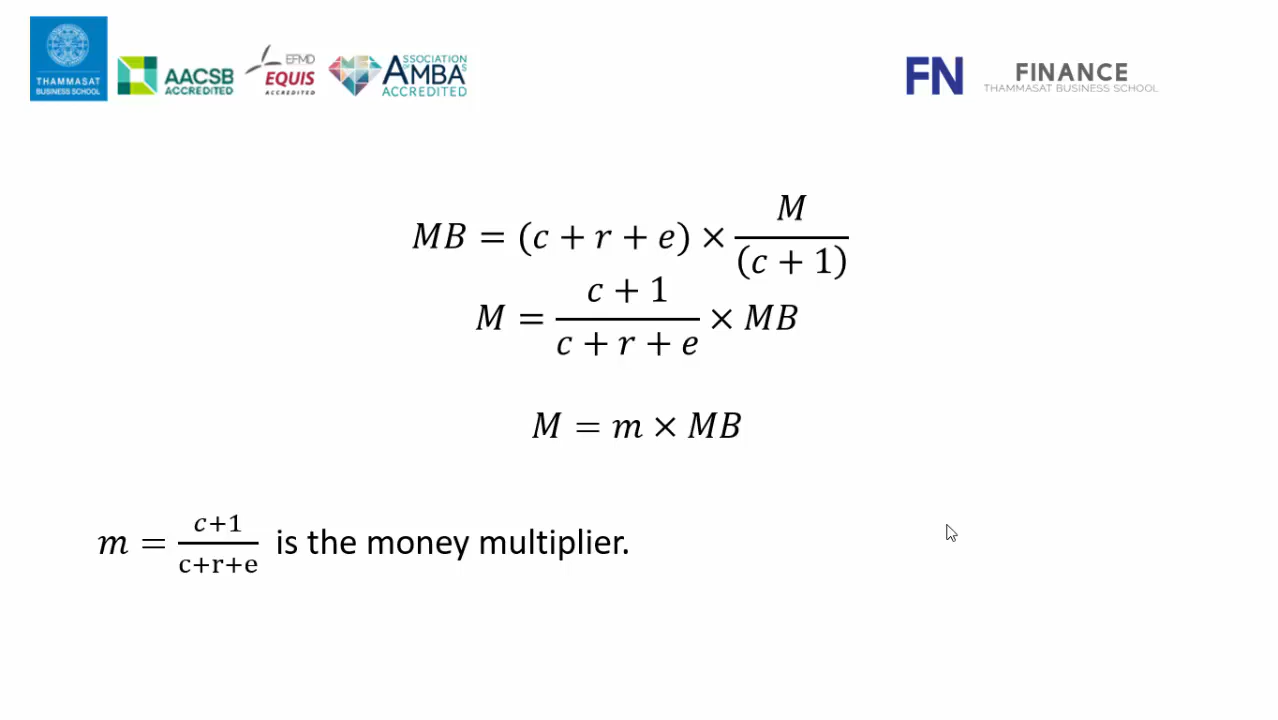 THAMMASAT
BUSINESS SCHOOL
AACSB
ACCREDITED
EFMD
EQUIS
ACCREDITED
ASSOCIATION
OF
AMBA'S
ACCREDITED
FN
FINANCE
THAMMASAT BUSINESS SCHOOL
MB = (c + r + e) × M / (c + 1)
M = c + 1 / c + r + e × MB
M = m × MB
m = c+1 / c+r+e is the money multiplier.